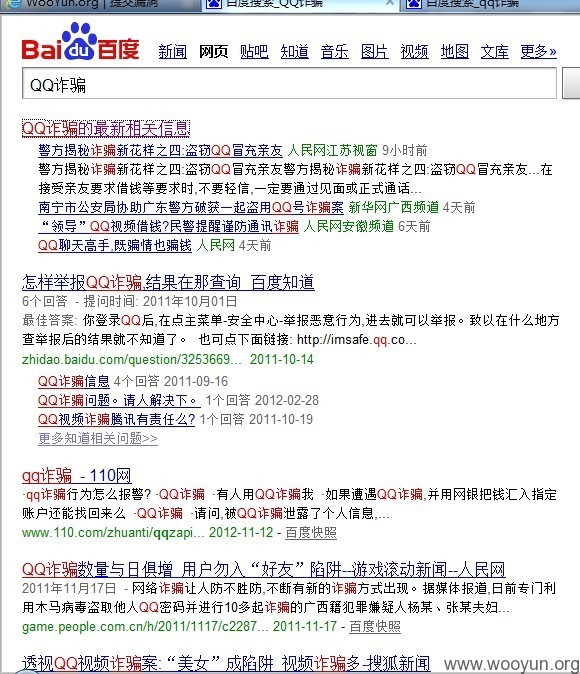 WooYun.org | 提交漏洞 百度搜索_QQ诈骗 百度搜索_qq诈骗
Bai du 百度 新闻 网页 贴吧 知道 音乐 图片 视频 地图 文库 更多»
QQ诈骗
QQ诈骗的最新相关信息
警方揭秘诈骗新花样之四:盗窃QQ冒充亲友 人民网江苏视窗 9小时前
警方揭秘诈骗新花样之四:盗窃QQ冒充亲友警方揭秘诈骗新花样之四:盗窃QQ冒充亲友...在
接受亲友要求借钱等要求时,不要轻信,一定要通过见面或正式通话...
南宁市公安局协助广东警方破获一起盗用QQ号诈骗案 新华网广西频道 4天前
“领导”QQ视频借钱?民警提醒谨防通讯诈骗 人民网安徽频道 6天前
QQ聊天高手,既骗情也骗钱 人民网 4天前
怎样举报QQ诈骗,结果在那查询_百度知道
6个回答 - 提问时间: 2011年10月01日
最佳答案: 你登录QQ后,在点主菜单-安全中心-举报恶意行为,进去就可以举报。致以在什么地方
查举报后的结果就不知道了。 也可点下面链接: http://imsafe.qq.co...
zhidao.baidu.com/question/3253669... 2011-10-14
QQ诈骗信息 4个回答 2011-09-16
QQ诈骗问题。请人解决下。 1个回答 2012-02-28
QQ视频诈骗腾讯有责任么? 1个回答 2011-10-19
更多知道相关问题>>
qq诈骗 - 110网
·qq诈骗行为怎么报警? ·QQ诈骗 ·有人用QQ诈骗我 ·如果遭遇QQ诈骗,并用网银把钱汇入指定
账户还能找回来么 ·QQ诈骗 ·请问,被QQ诈骗泄露了个人信息,...
www.110.com/zhuanti/qqzapi... 2012-11-12 - 百度快照
QQ诈骗数量与日俱增 用户勿入“好友”陷阱--游戏滚动新闻--人民网
2011年11月17日 - 网络诈骗让人防不胜防,不断有新的诈骗方式出现。据媒体报道,日前专门利
用木马病毒盗取他人QQ密码并进行10多起诈骗的广西籍犯罪嫌疑人杨某、张某夫妇...
game.people.com.cn/h/2011/1117/c2287... 2011-11-17 - 百度快照
透视QQ视频诈骗案:“美女”成陷阱_视频诈骗多-搜狐新闻
www.wooyun.org